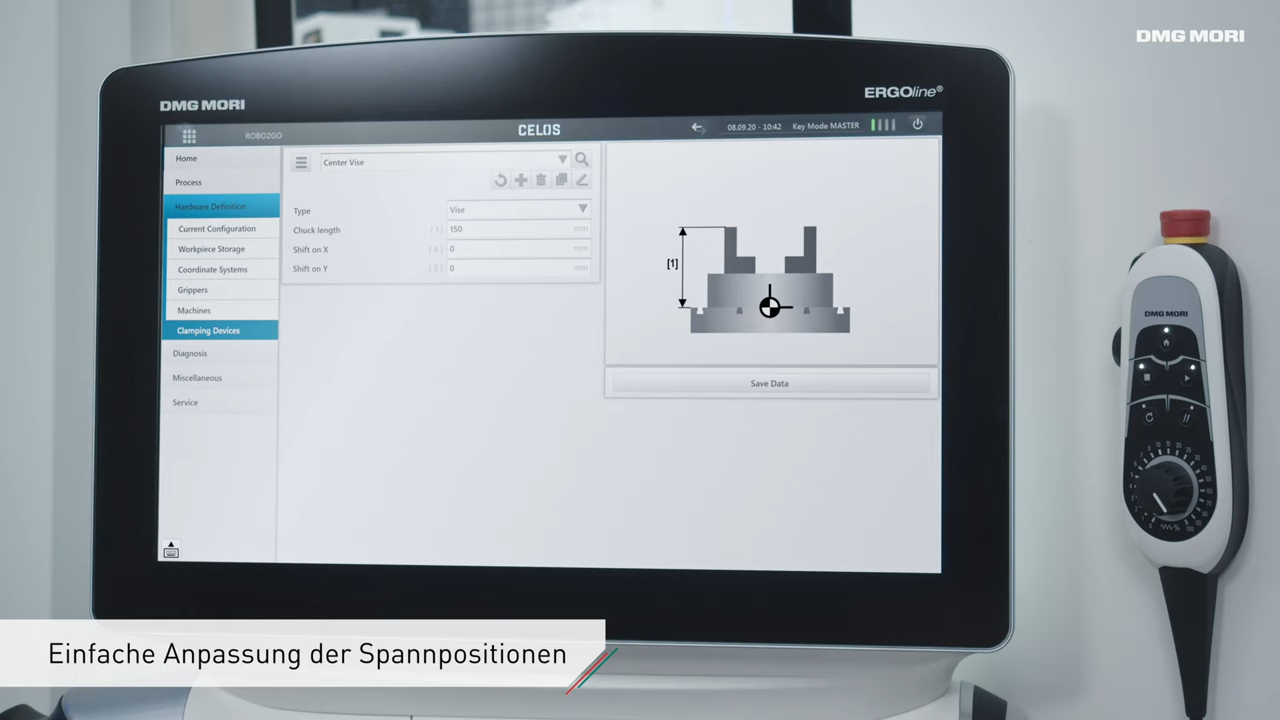 DMG MORI
DMG MORI
ERGOline®
ROBO2GO
CELOS
08.09.20 - 10:42
Key Mode MASTER
Home
Process
Hardware Definition
Current Configuration
Workpiece Storage
Coordinate Systems
Grippers
Machines
Clamping Devices
Diagnosis
Miscellaneous
Service
Center Vise
Type
Vise
Chuck length [1] 150 mm
Shift on X [4] 0 mm
Shift on Y [5] 0 mm
[1]
Save Data
DMG MORI
Einfache Anpassung der Spannpositionen